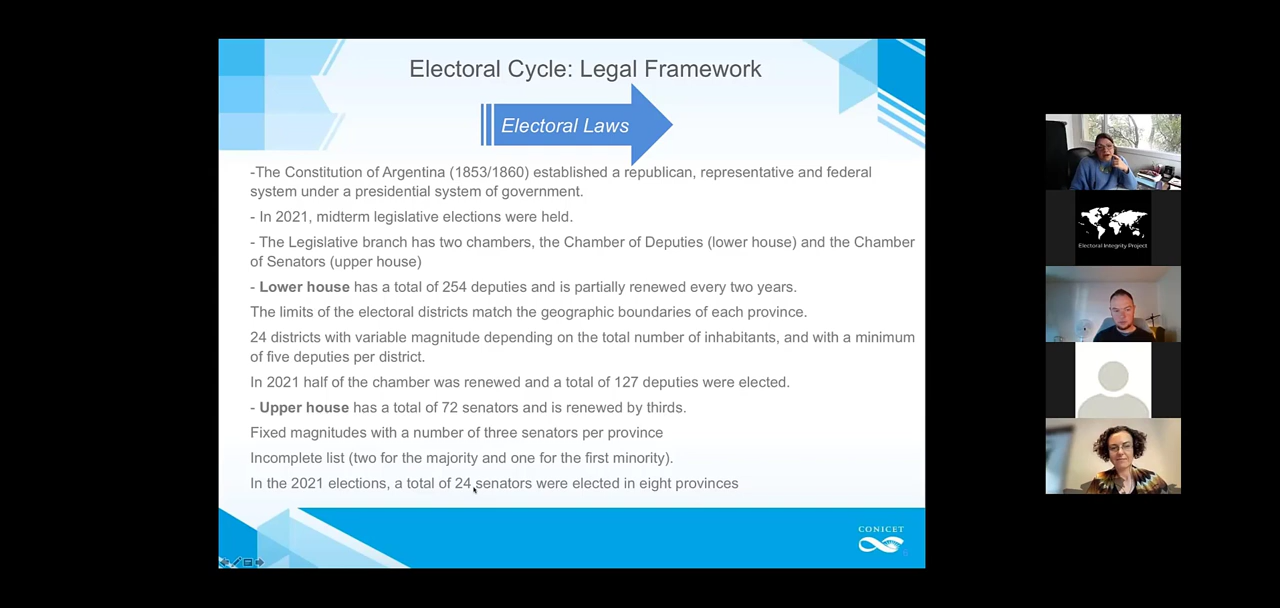 Electoral Cycle: Legal Framework
Electoral Laws
-The Constitution of Argentina (1853/1860) established a republican, representative and federal
system under a presidential system of government.
- In 2021, midterm legislative elections were held.
- The Legislative branch has two chambers, the Chamber of Deputies (lower house) and the Chamber
of Senators (upper house)
- Lower house has a total of 254 deputies and is partially renewed every two years.
The limits of the electoral districts match the geographic boundaries of each province.
24 districts with variable magnitude depending on the total number of inhabitants, and with a minimum
of five deputies per district.
In 2021 half of the chamber was renewed and a total of 127 deputies were elected.
- Upper house has a total of 72 senators and is renewed by thirds.
Fixed magnitudes with a number of three senators per province
Incomplete list (two for the majority and one for the first minority).
In the 2021 elections, a total of 24 senators were elected in eight provinces
CONICET
Electoral Integrity Project